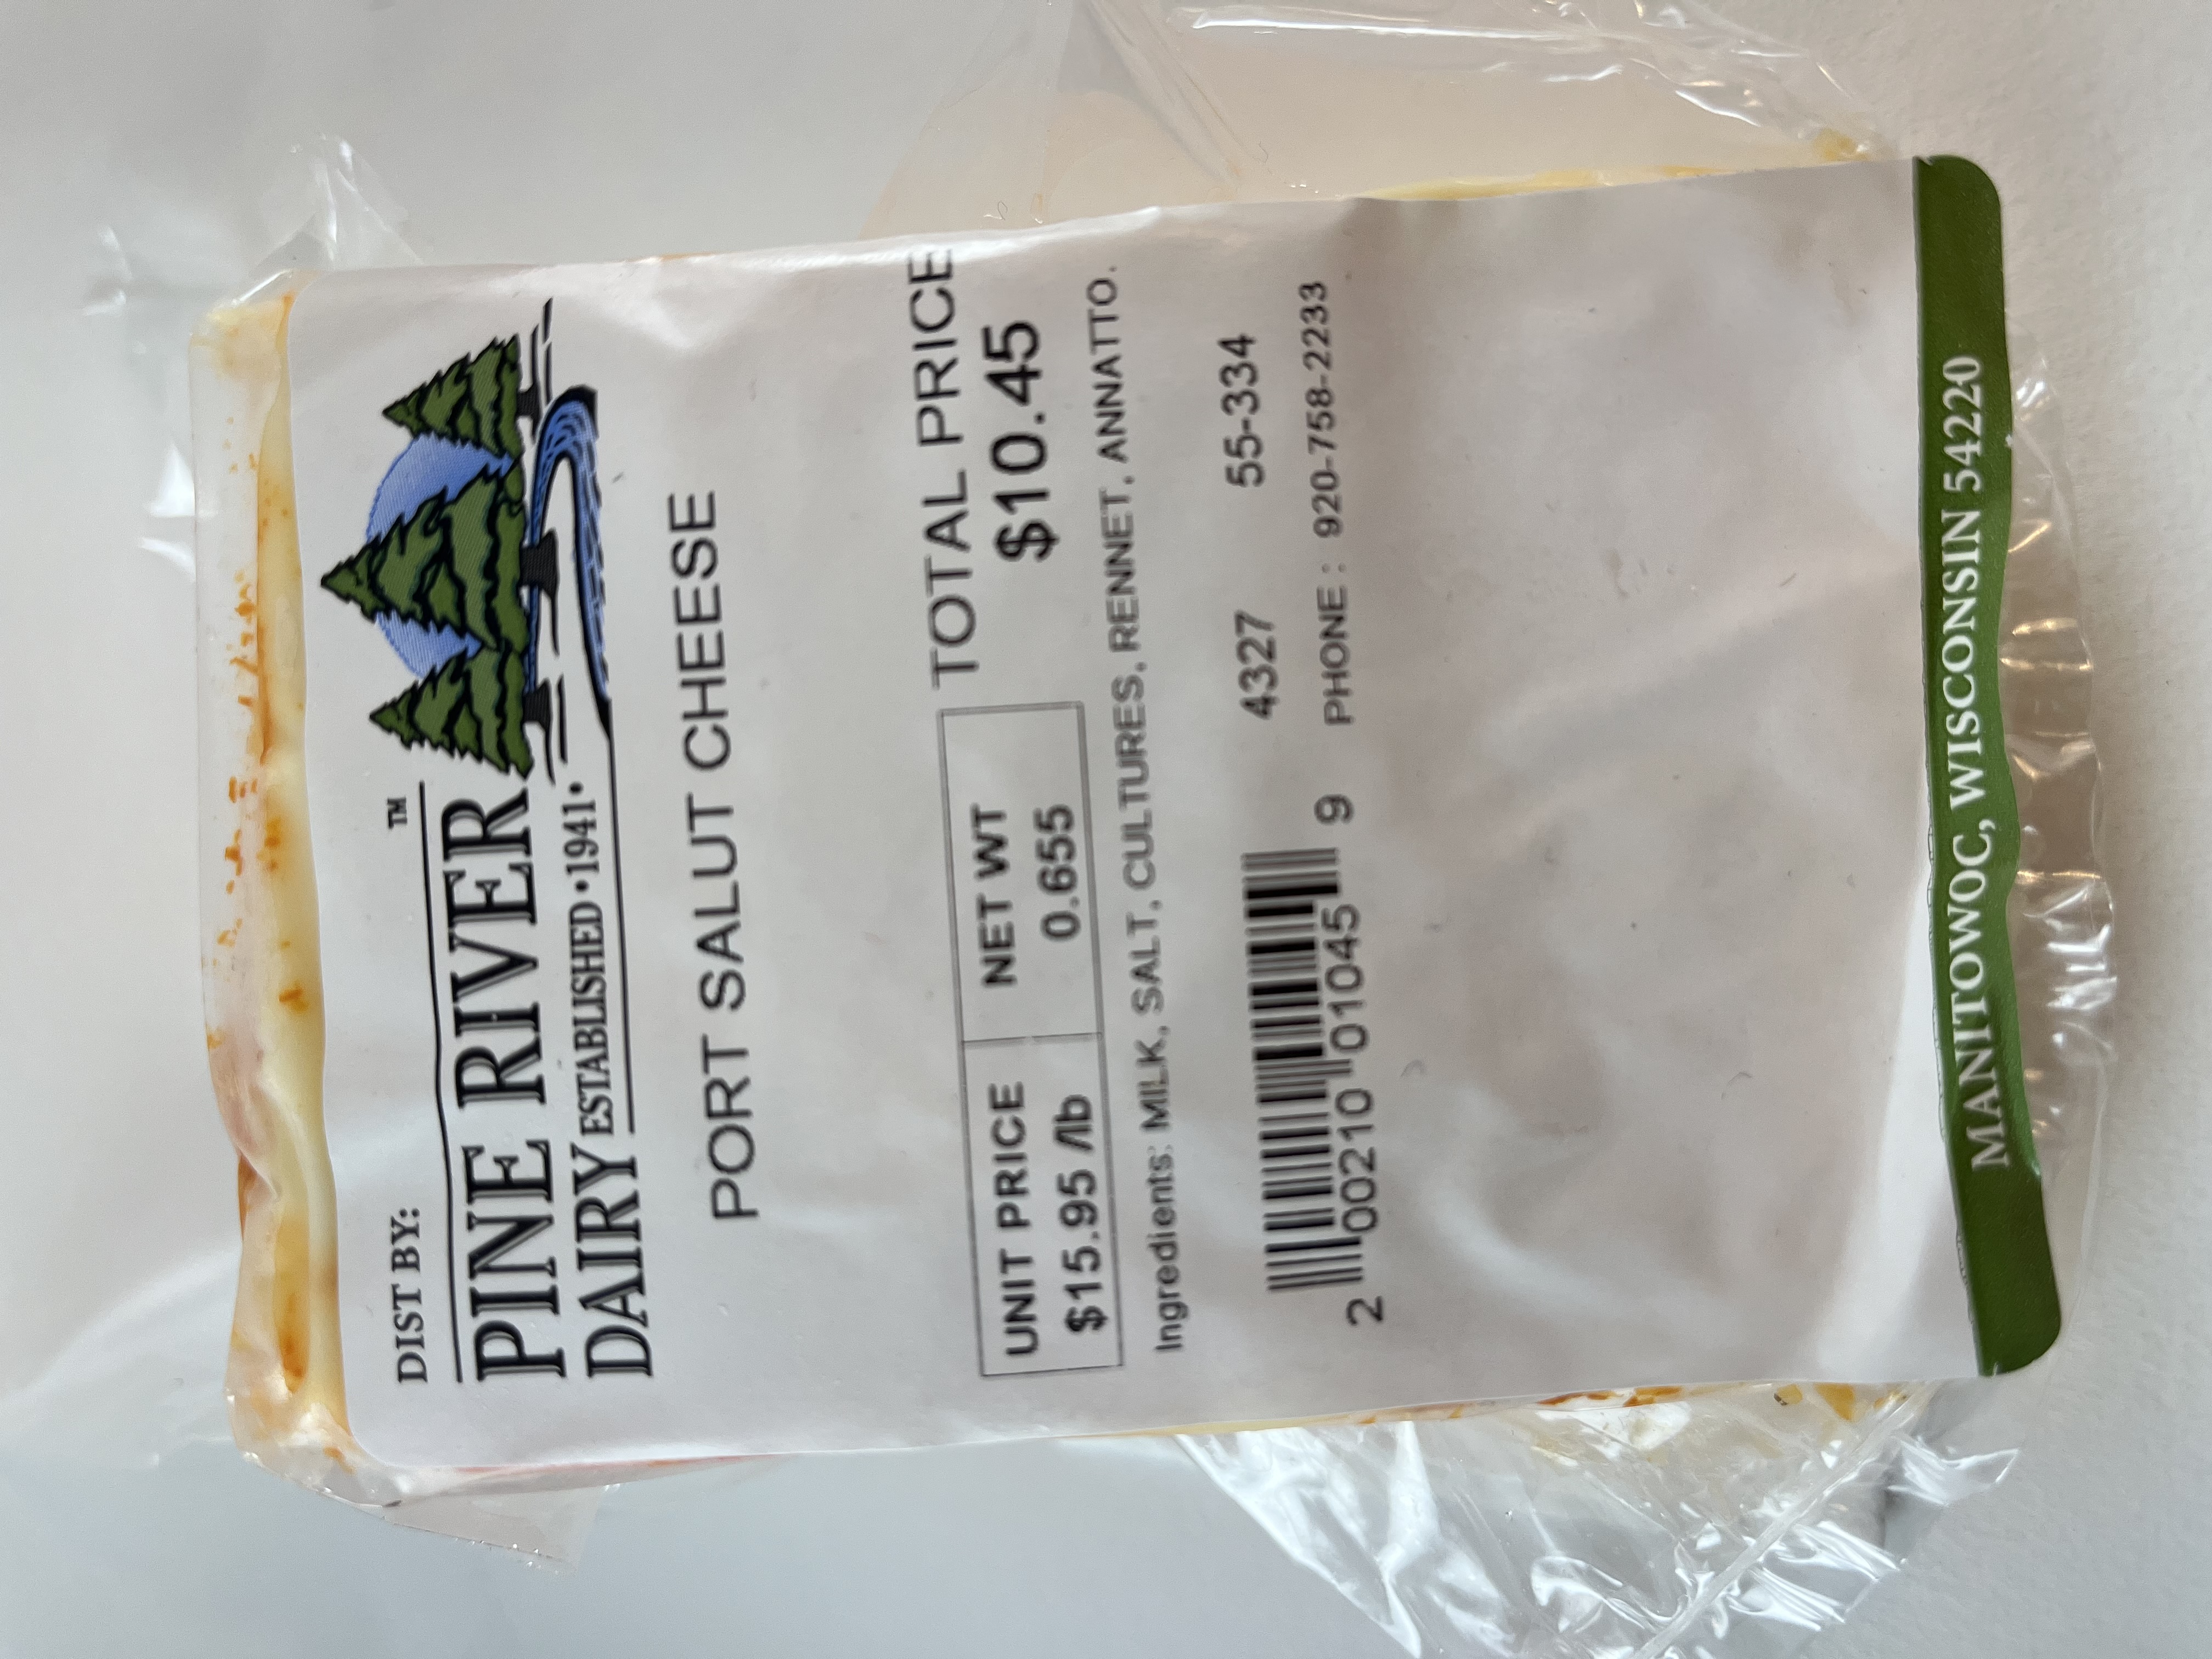 DIST BY:
PINE RIVER™
DAIRY ESTABLISHED • 1941 •
PORT SALUT CHEESE
UNIT PRICE NET WT TOTAL PRICE
$15.95 /lb 0.655 $10.45
Ingredients: MILK, SALT, CULTURES, RENNET, ANNATTO.
4327 55-334
2 00210 01045 9 PHONE : 920-758-2233
MANITOWOC, WISCONSIN 54220